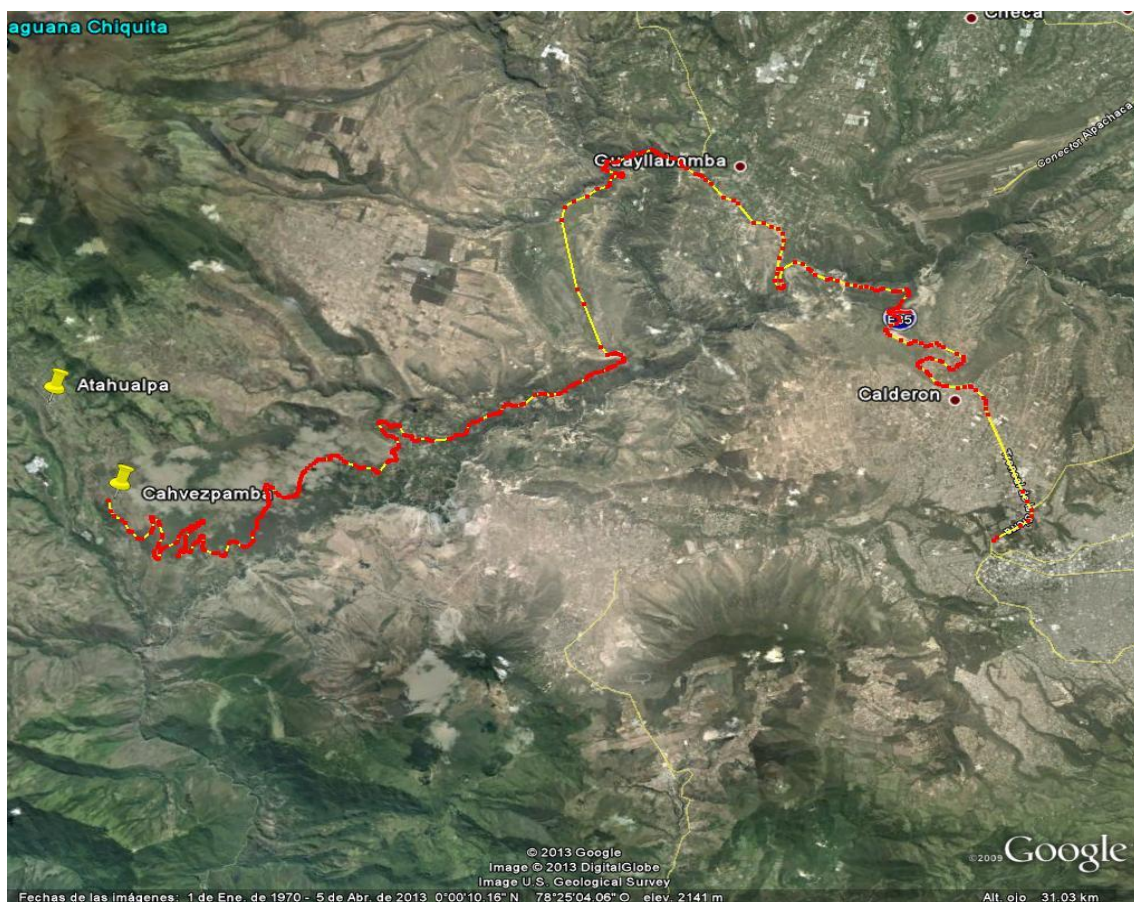 aguana Chiquita
Checa
Conector Alpachaca
Guayllabamba
E35
Atahualpa
Calderon
Cahvezpamba
© 2013 Google
Image © 2013 DigitalGlobe
Image U.S. Geological Survey
©2009 Google
Fechas de las imágenes: 1 de Ene. de 1970 - 5 de Abr. de 2013 0°00'10.16" N 78°25'04.06" O elev. 2141 m Alt. ojo 31.03 km